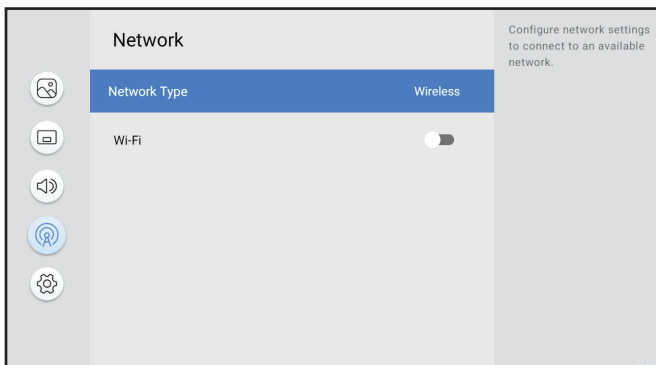 Network
Configure network settings
to connect to an available
network.
Network Type Wireless
Wi-Fi